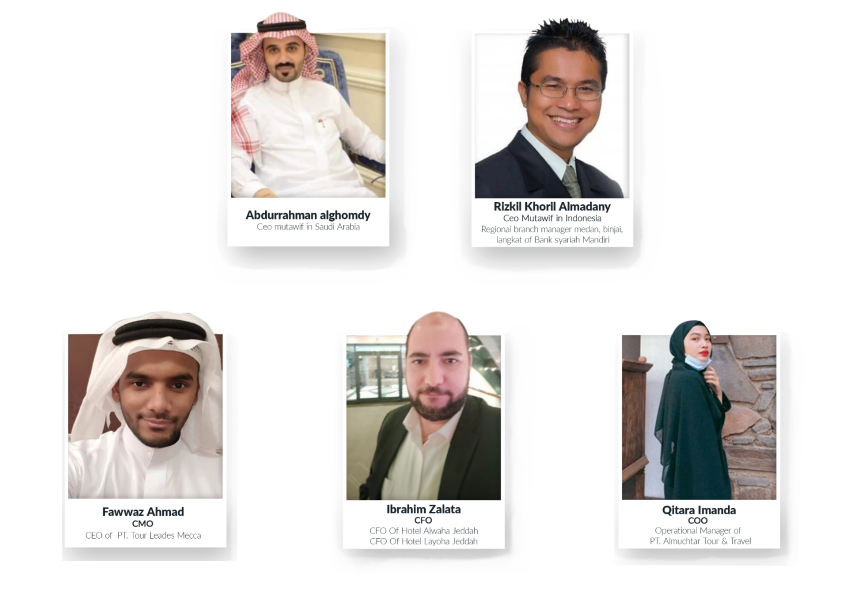 Abdurrahman alghomdy
Ceo mutawif in Saudi Arabia
Rizkil Khoril Almadany
Ceo Mutawif in Indonesia
Regional branch manager medan, binjai,
langkat of Bank syariah Mandiri
Fawwaz Ahmad
CMO
CEO of PT. Tour Leades Mecca
Ibrahim Zalata
CFO
CFO Of Hotel Alwaha Jeddah
CFO Of Hotel Layoha Jeddah
Qitara Imanda
COO
Operational Manager of
PT. Almuchtar Tour & Travel